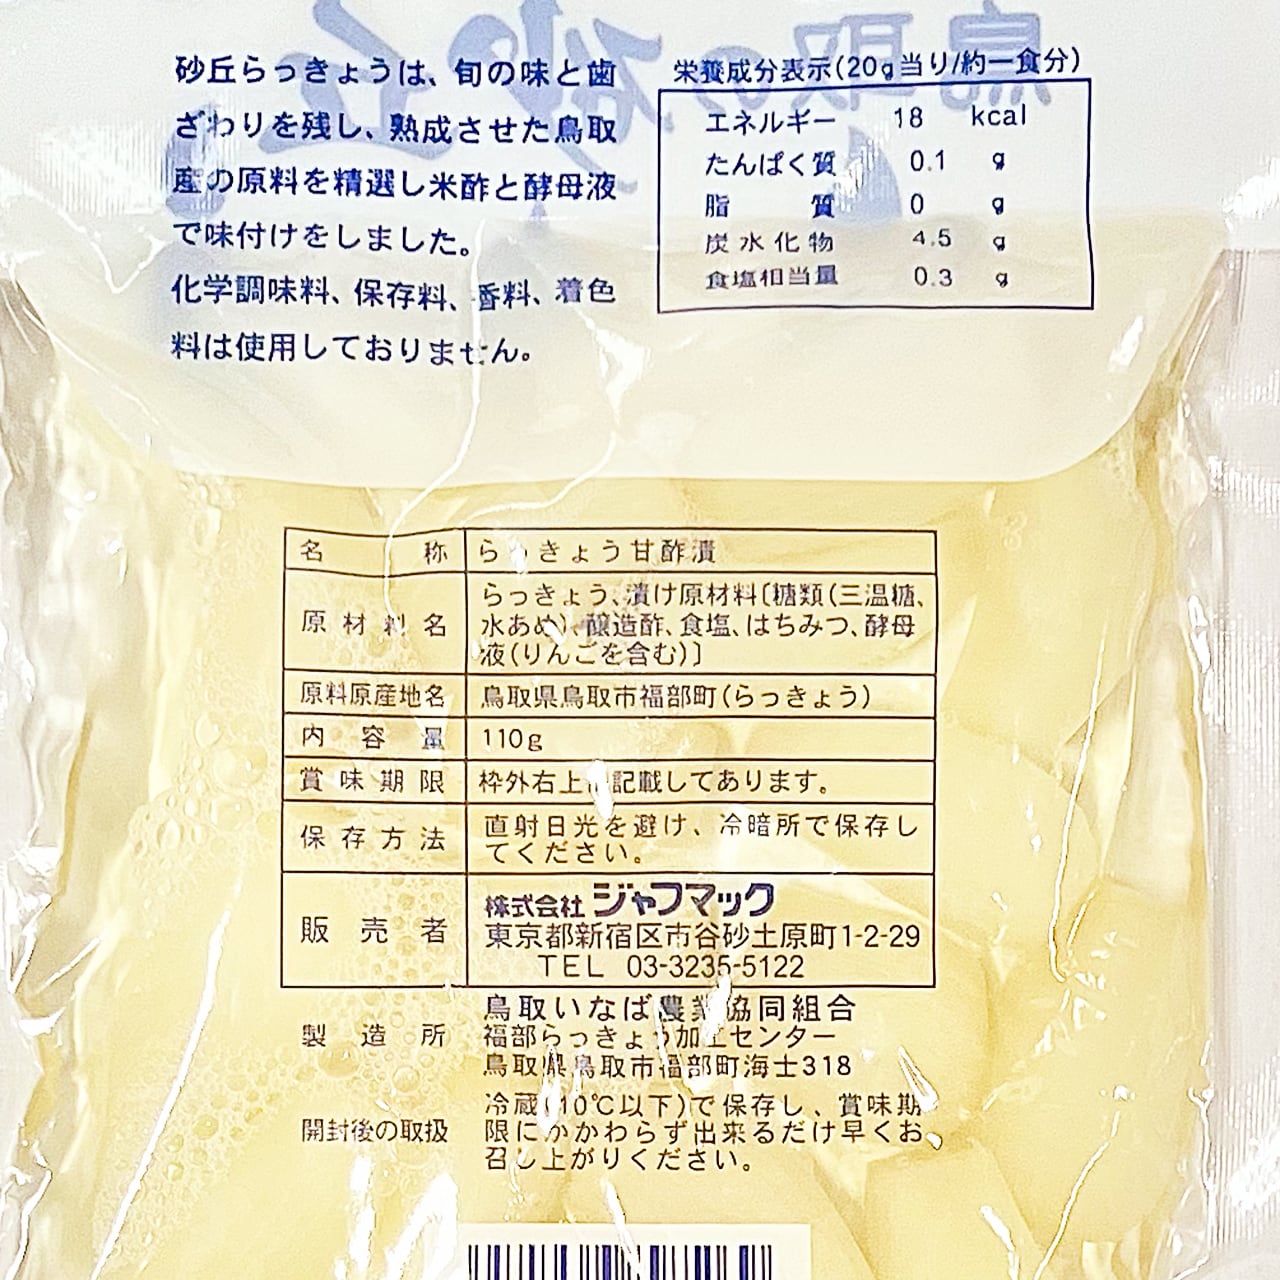 砂丘らっきょうは、旬の味と歯
ざわりを残し、熟成させた鳥取
産の原料を精選し米酢と酵母液
で味付けをしました。
化学調味料、保存料、香料、着色
料は使用しておりません。
栄養成分表示(20g当り/約一食分)
エネルギー 18 kcal
たんぱく質 0.1 g
脂質 0 g
炭水化物 4.5 g
食塩相当量 0.3 g
名称 らっきょう甘酢漬
原材料名 らっきょう、漬け原材料〔糖類(三温糖、
水あめ)、醸造酢、食塩、はちみつ、酵母
液(りんごを含む)〕
原料原産地名 鳥取県鳥取市福部町(らっきょう)
内容量 110g
賞味期限 枠外右上に記載してあります。
保存方法 直射日光を避け、冷暗所で保存し
てください。
販売者 株式会社ジャフマック
東京都新宿区市谷砂土原町1-2-29
TEL 03-3235-5122
製造所 鳥取いなば農業協同組合
福部らっきょう加工センター
鳥取県鳥取市福部町海士318
開封後の取扱 冷蔵(10℃以下)で保存し、賞味期
限にかかわらず出来るだけ早くお
召し上がりください。